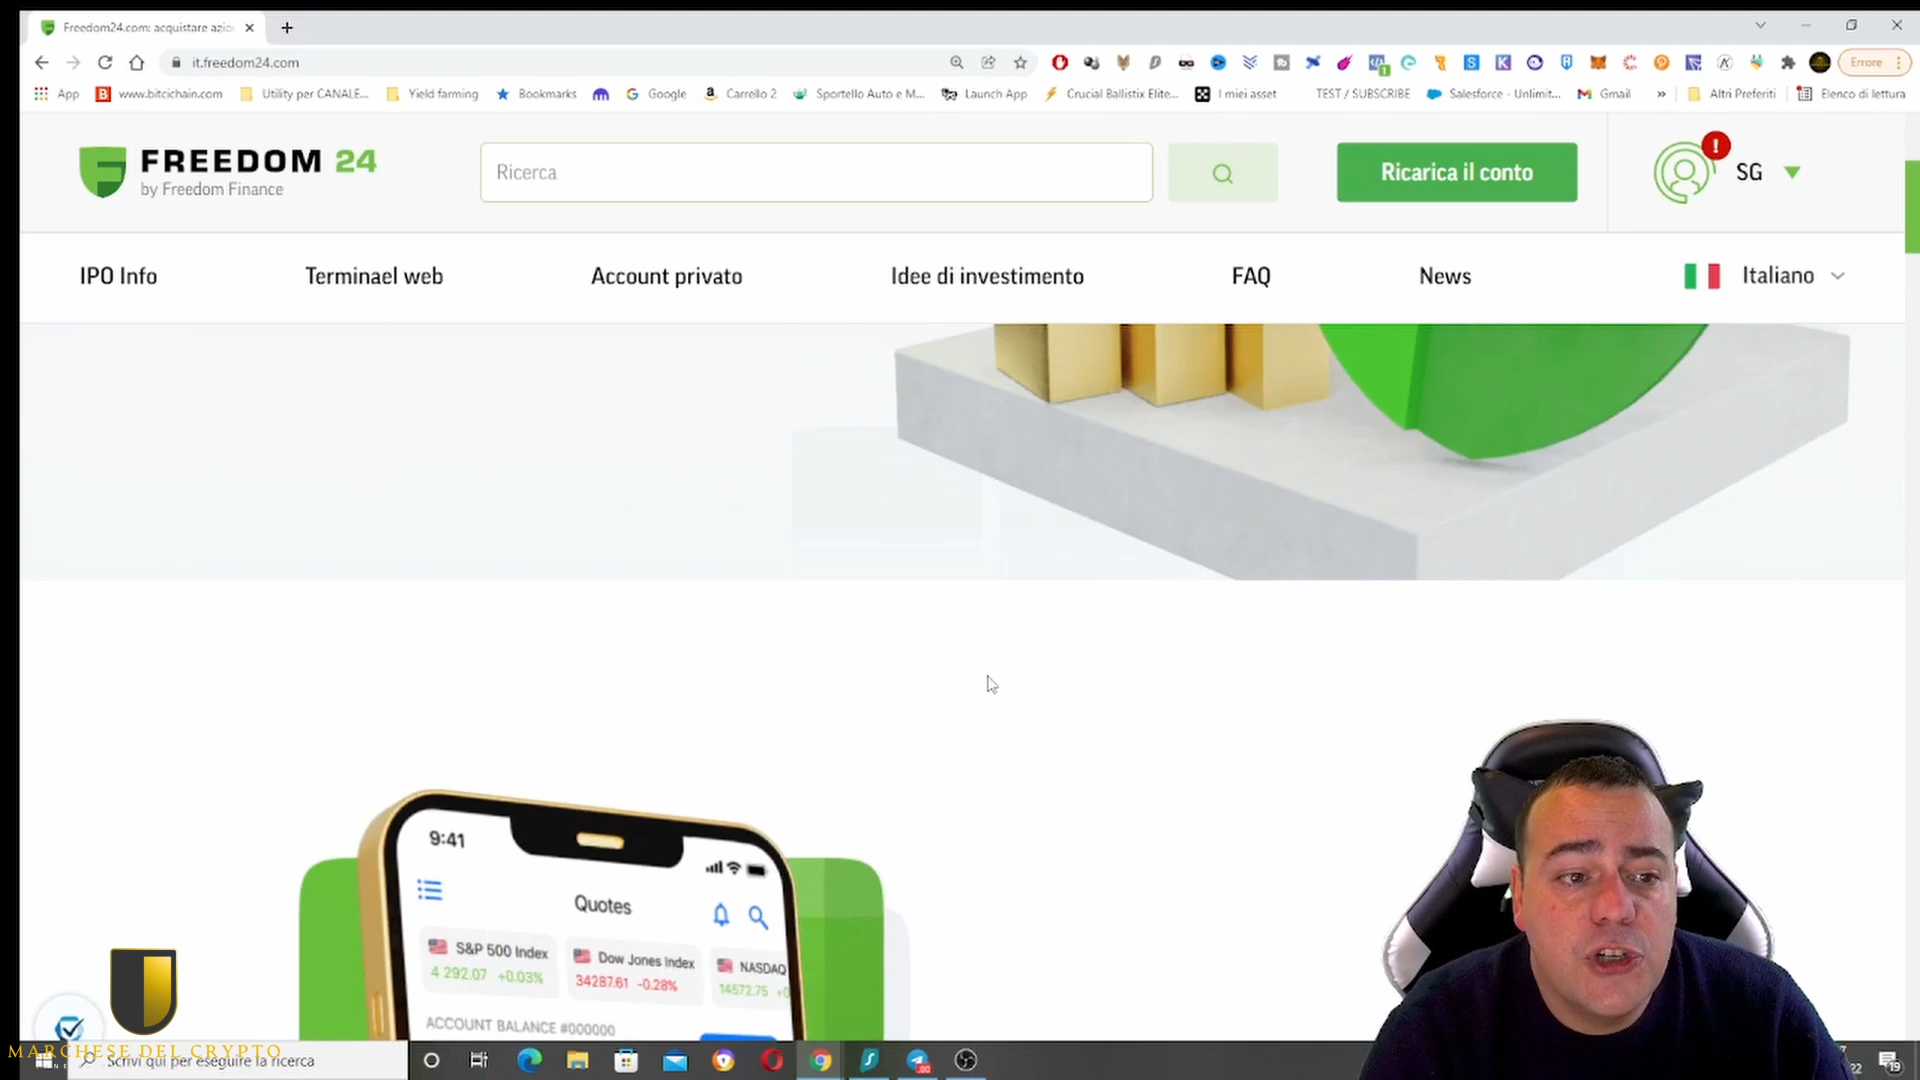 Freedom24.com: acquistare azio
it.freedom24.com
Errore
App
www.bitcichain.com
Utility per CANALE...
Yield farming
Bookmarks
Google
Carrello 2
Sportello Auto e M...
Launch App
Crucial Ballistix Elite...
I miei asset
TEST / SUBSCRIBE
Salesforce - Unlimit...
Gmail
»
Altri Preferiti
Elenco di lettura
FREEDOM 24
by Freedom Finance
Ricerca
Ricarica il conto
SG
IPO Info
Terminael web
Account privato
Idee di investimento
FAQ
News
Italiano
9:41
Quotes
S&P 500 Index
4 292.07 +0.03%
Dow Jones Index
34287.61 -0.28%
NASDAQ
14572.75
ACCOUNT BALANCE #000000
MARCHESE DEL CRYPTO
Scrivi qui per eseguire la ricerca
22
19